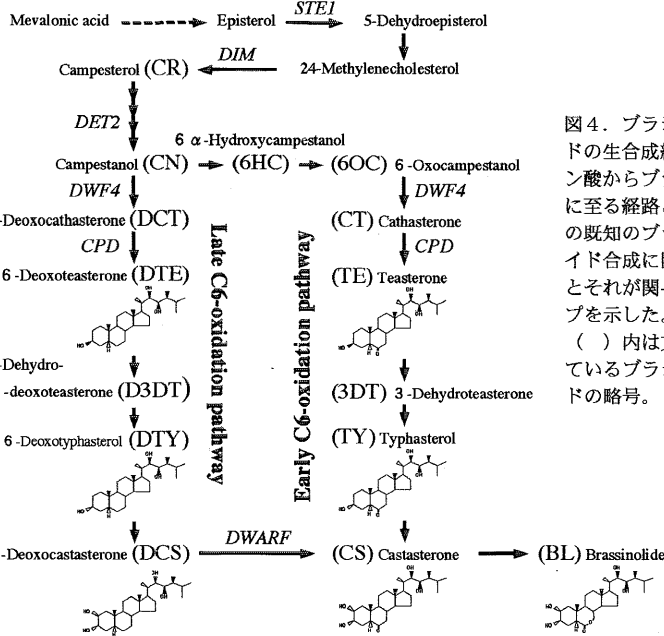 Mevalonic acid Episterol STE1 5-Dehydroepisterol
Campesterol (CR) DIM 24-Methylenecholesterol
DET2
6 α-Hydroxycampestanol
Campestanol (CN) (6HC) (6OC) 6-Oxocampestanol
DWF4 DWF4
-Deoxocathasterone (DCT) (CT) Cathasterone
CPD CPD
6-Deoxoteasterone (DTE) (TE) Teasterone
Late C6-oxidation pathway
Early C6-oxidation pathway
-Dehydro-
-deoxoteasterone (D3DT) (3DT) 3-Dehydroteasterone
6-Deoxotyphasterol (DTY) (TY) Typhasterol
-Deoxocastasterone (DCS) DWARF (CS) Castasterone (BL) Brassinolide
図4．ブラ
ドの生合成
ン酸からブ
に至る経路
の既知のブ
イド合成に
とそれが関
プを示した。
（　）内は
ているブラ
ドの略号。